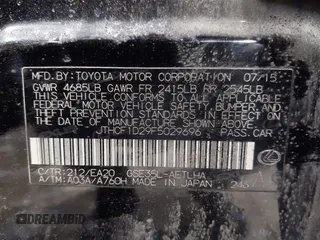 MFD.BY:TOYOTA MOTOR CORPORATION 07/15
GVWR 4685LB GAWR FR 2415LB RR 2545LB
THIS VEHICLE CONFORMS TO ALL APPLICABLE
FEDERAL MOTOR VEHICLE SAFETY, BUMPER, AND
THEFT PREVENTION STANDARDS IN EFFECT ON
THE DATE OF MANUFACTURE SHOWN ABOVE.
JTHCF1D29F5029696 PASS.CAR
C/TR:212/EA20 GSE35L-AETLHA
A/TM:A03A/A760H MADE IN JAPAN
DREAMBID